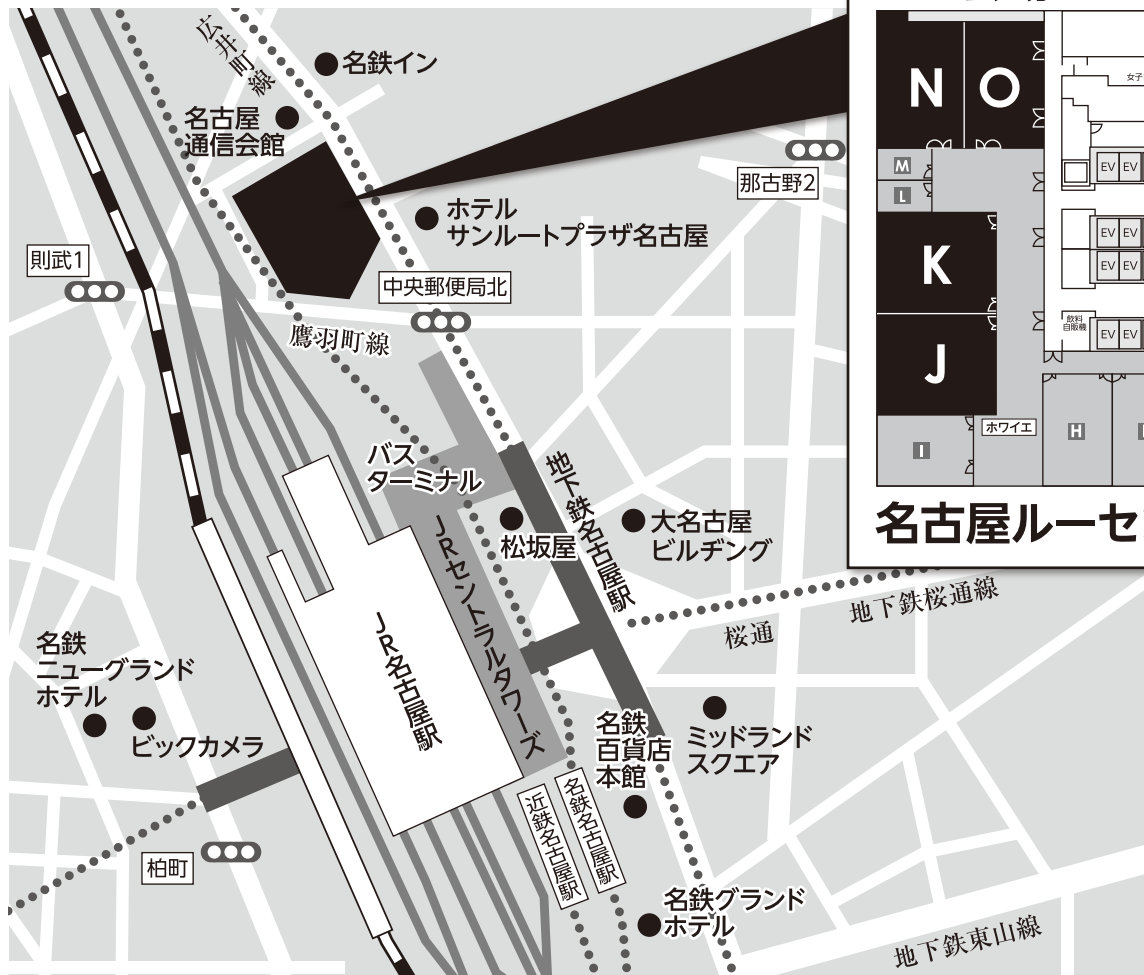 広井町線
名鉄イン
名古屋
通信会館
那古野2
ホテル
サンルートプラザ名古屋
則武1
中央郵便局北
鷹羽町線
バス
ターミナル
地下鉄名古屋駅
松坂屋
大名古屋
ビルヂング
JRセントラルタワーズ
JR名古屋駅
地下鉄桜通線
桜通
名鉄
ニューグランド
ホテル
ビックカメラ
名鉄
百貨店
本館
ミッドランド
スクエア
近鉄名古屋駅
名鉄名古屋駅
柏町
名鉄グランド
ホテル
地下鉄東山線
N O
女子
M
EV EV
L
K
EV EV
EV EV
飲料
自販機
EV EV
J
ホワイエ
H
I
名古屋ルーセ